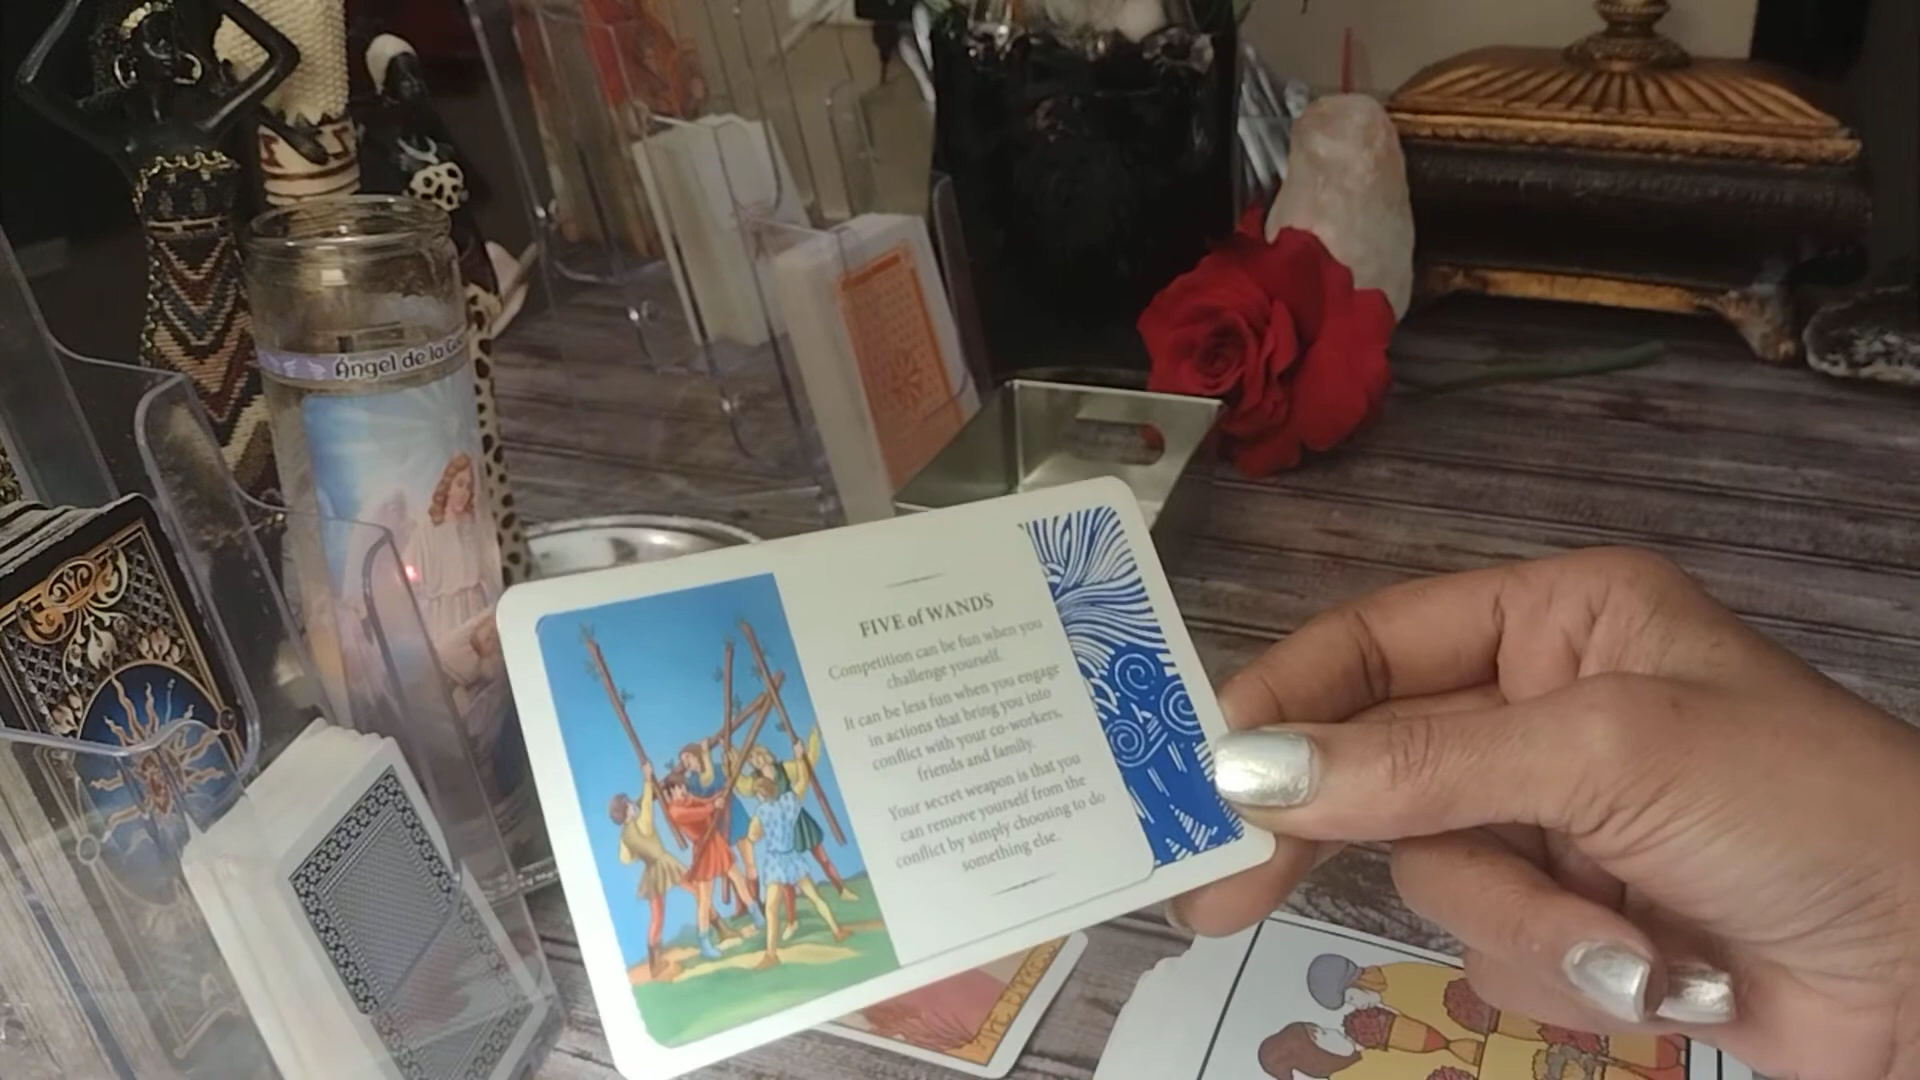 Ángel de la
FIVE of WANDS
Competition can be fun when you
challenge yourself.
It can be less fun when you engage
in actions that bring you into
conflict with your co-workers,
friends and family.
Your secret weapon is that you
can remove yourself from the
conflict by simply choosing to do
something else.